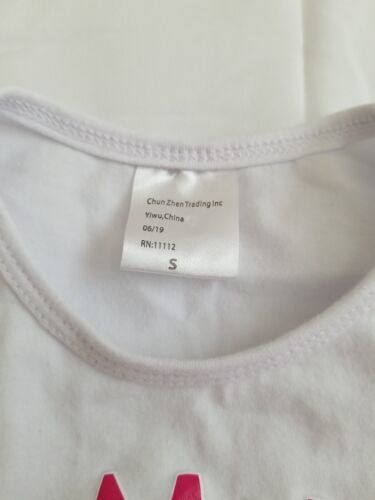 Chun Zhen Trading Inc
Yiwu,China
06/19
RN:11112
S